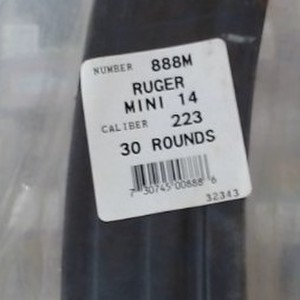 NUMBER 888M
RUGER
MINI 14
CALIBER 223
30 ROUNDS
7 30745 00888 6
32343